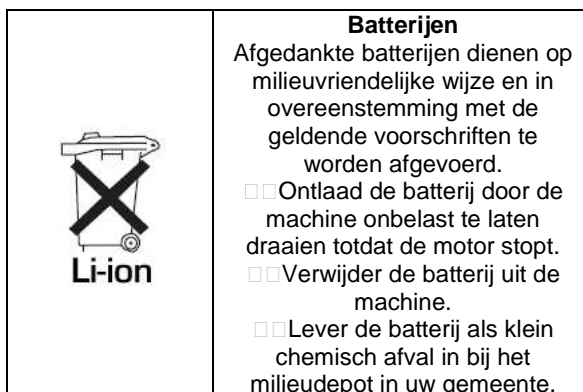 Li-ion
Batterijen
Afgedankte batterijen dienen op
milieuvriendelijke wijze en in
overeenstemming met de
geldende voorschriften te
worden afgevoerd.
□□Ontlaad de batterij door de
machine onbelast te laten
draaien totdat de motor stopt.
□□Verwijder de batterij uit de
machine.
□□Lever de batterij als klein
chemisch afval in bij het
milieudepot in uw gemeente.